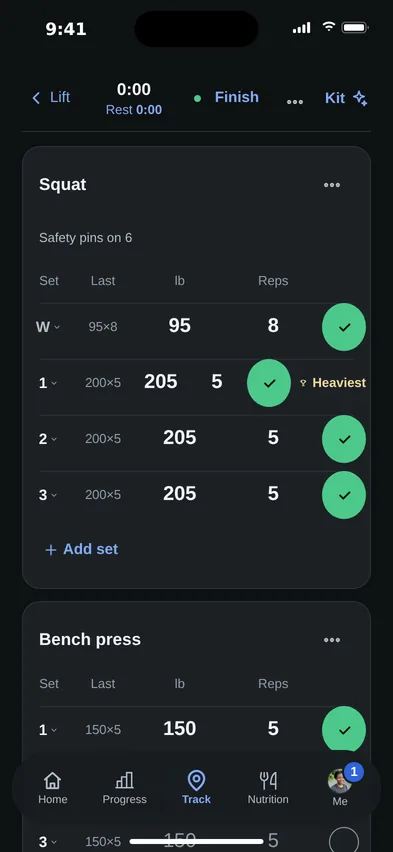 9:41
Lift
0:00
Rest 0:00
Finish
Kit
Squat
Safety pins on 6
Set Last lb Reps
W 95×8 95 8
1 200×5 205 5 Heaviest
2 200×5 205 5
3 200×5 205 5
+ Add set
Bench press
Set Last lb Reps
1 150×5 150 5
Home Progress Track Nutrition Me
1
3 150×5 150 5